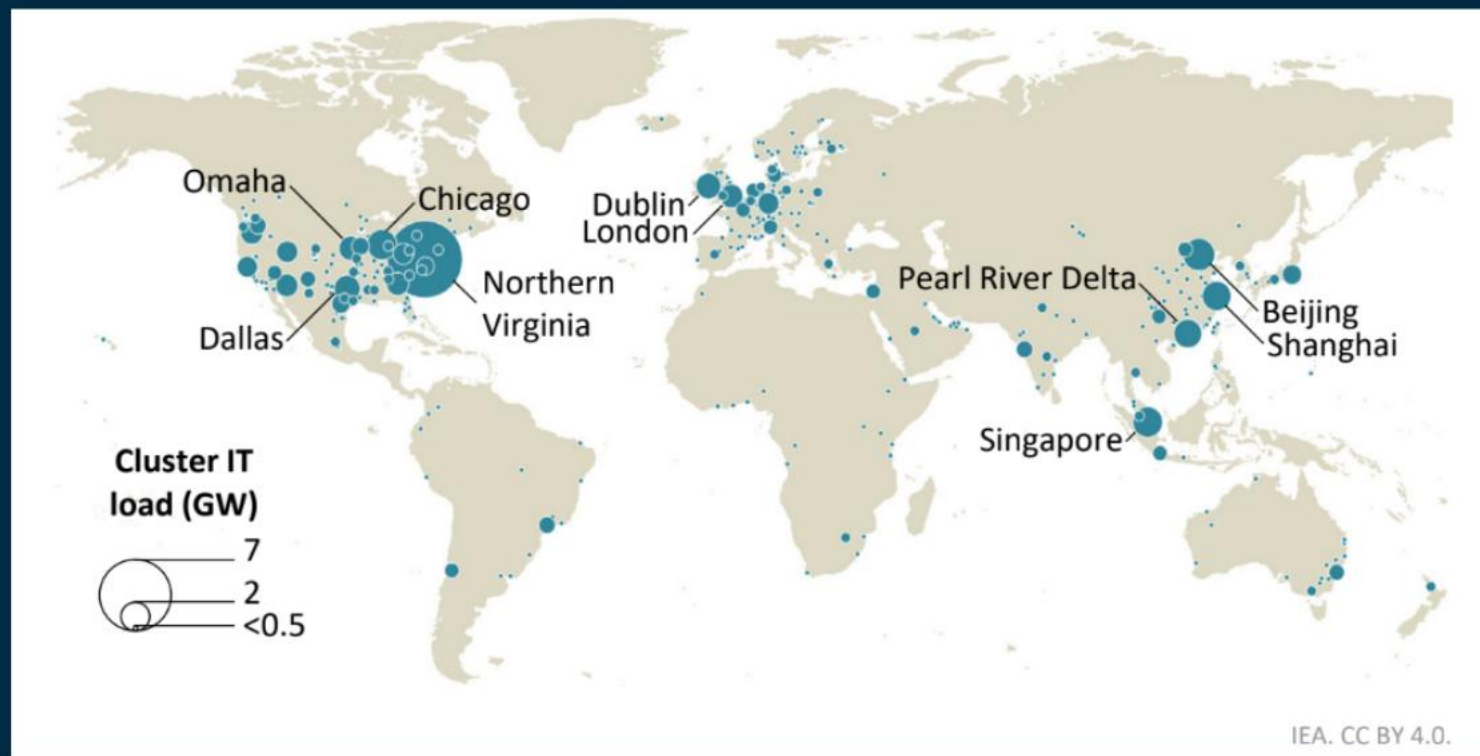 Omaha
Chicago
Northern
Virginia
Dallas
Dublin
London
Pearl River Delta
Beijing
Shanghai
Singapore
Cluster IT
load (GW)
7
2
<0.5
IEA. CC BY 4.0.